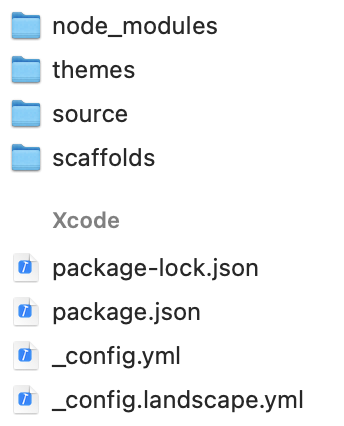 node_modules
themes
source
scaffolds
Xcode
package-lock.json
package.json
_config.yml
_config.landscape.yml